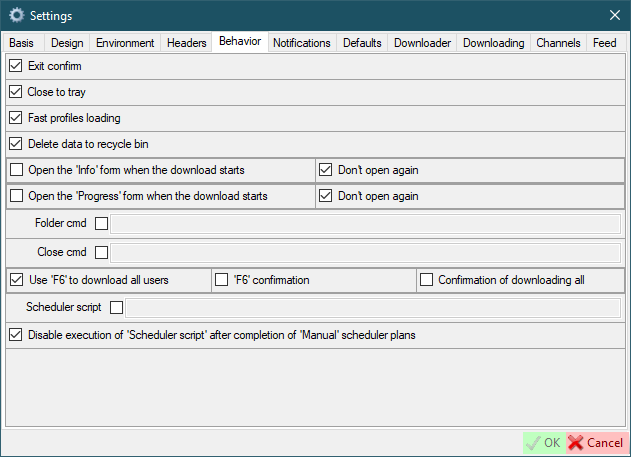 Settings
Basis Design Environment Headers Behavior Notifications Defaults Downloader Downloading Channels Feed
Exit confirm
Close to tray
Fast profiles loading
Delete data to recycle bin
Open the 'Info' form when the download starts Don't open again
Open the 'Progress' form when the download starts Don't open again
Folder cmd
Close cmd
Use 'F6' to download all users 'F6' confirmation Confirmation of downloading all
Scheduler script
Disable execution of 'Scheduler script' after completion of 'Manual' scheduler plans
OK Cancel